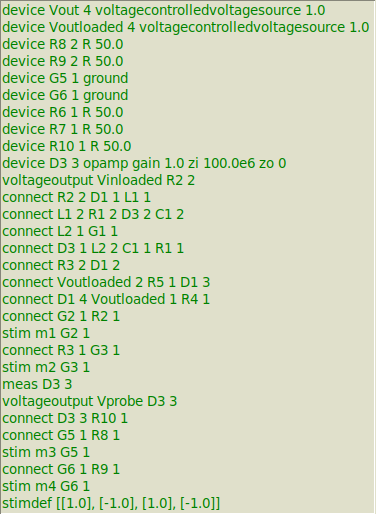 device Vout 4 voltagecontrolledvoltagesource 1.0
device Voutloaded 4 voltagecontrolledvoltagesource 1.0
device R8 2 R 50.0
device R9 2 R 50.0
device G5 1 ground
device G6 1 ground
device R6 1 R 50.0
device R7 1 R 50.0
device R10 1 R 50.0
device D3 3 opamp gain 1.0 zi 100.0e6 zo 0
voltageoutput Vinloaded R2 2
connect R2 2 D1 1 L1 1
connect L1 2 R1 2 D3 2 C1 2
connect L2 1 G1 1
connect D3 1 L2 2 C1 1 R1 1
connect R3 2 D1 2
connect Voutloaded 2 R5 1 D1 3
connect D1 4 Voutloaded 1 R4 1
connect G2 1 R2 1
stim m1 G2 1
connect R3 1 G3 1
stim m2 G3 1
meas D3 3
voltageoutput Vprobe D3 3
connect D3 3 R10 1
connect G5 1 R8 1
stim m3 G5 1
connect G6 1 R9 1
stim m4 G6 1
stimdef [[1.0], [-1.0], [1.0], [-1.0]]